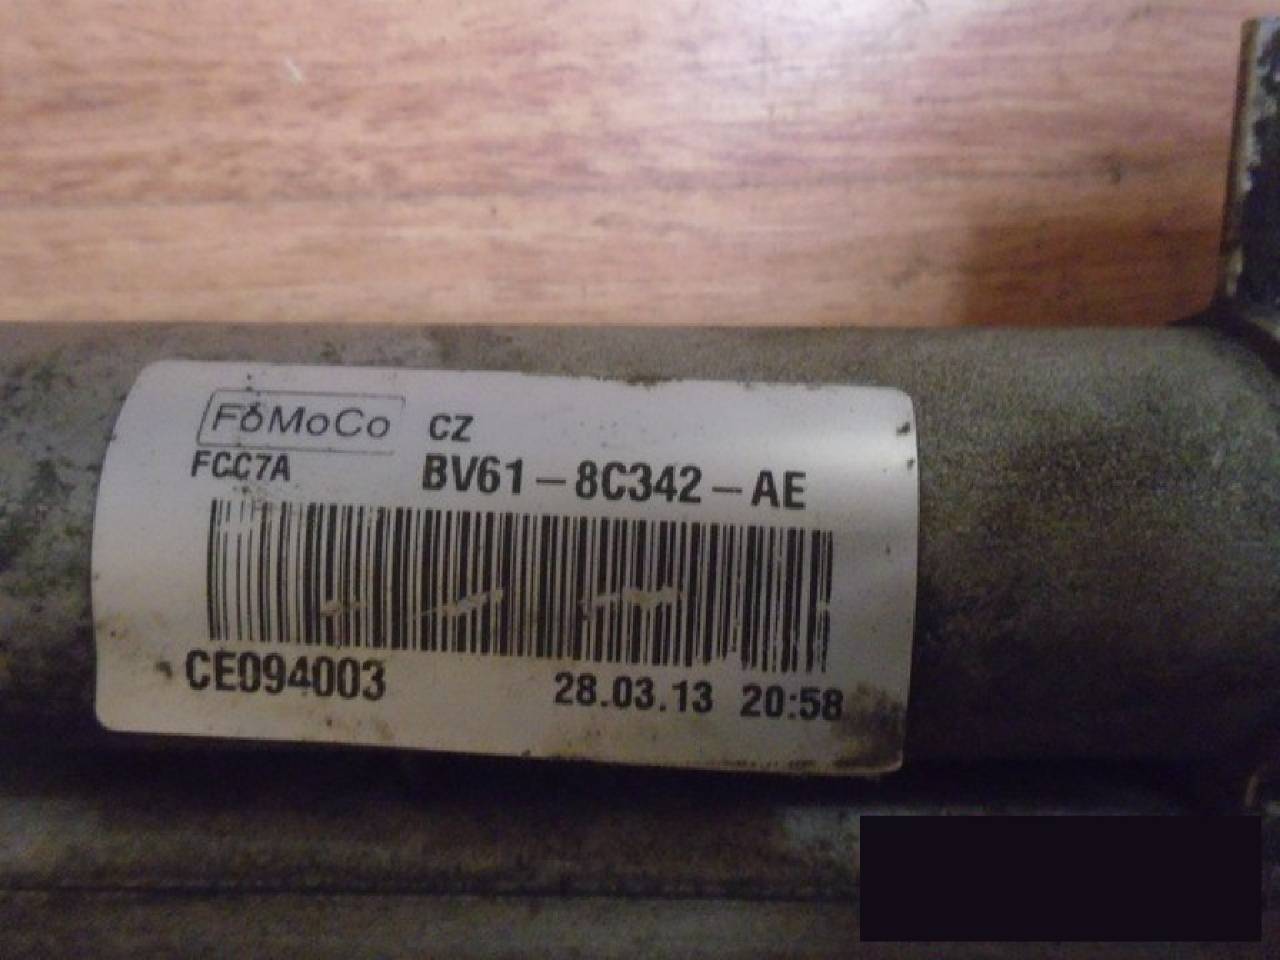 FoMoCo CZ
FCC7A BV61-8C342-AE
CE094003 28.03.13 20:58